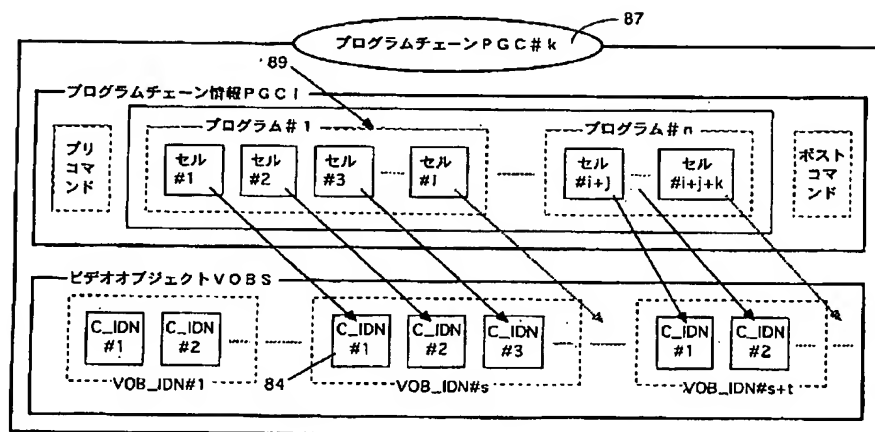 プログラムチェーンPGC#k
87
89
プログラムチェーン情報PGCI
プログラム#1
プログラム#n
プリ
コマ
ンド
セル
#1
セル
#2
セル
#3
セル
#i
セル
#i+j
セル
#i+j+k
ポスト
コマ
ンド
ビデオオブジェクトVOBS
C_IDN
#1
C_IDN
#2
C_IDN
#1
C_IDN
#2
C_IDN
#3
C_IDN
#1
C_IDN
#2
VOB_IDN#1
84
VOB_IDN#s
VOB_IDN#s+t